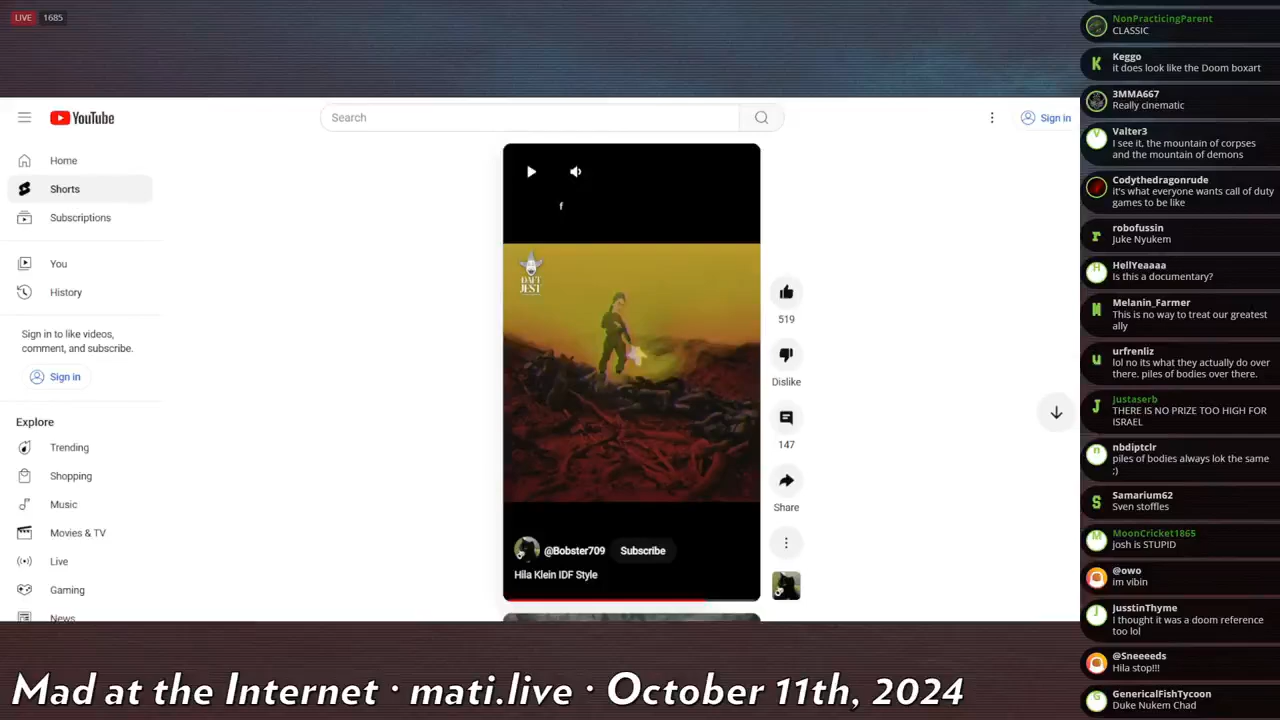 LIVE 1685
YouTube
Search
Sign in
Home
Shorts
Subscriptions
You
History
Sign in to like videos,
comment, and subscribe.
Sign in
Explore
Trending
Shopping
Music
Movies & TV
Live
Gaming
News
f
DAFT
JEST
519
Dislike
147
Share
@Bobster709 Subscribe
Hila Klein IDF Style
NonPracticingParent
CLASSIC
Keggo
it does look like the Doom boxart
3MMA667
Really cinematic
Valter3
I see it, the mountain of corpses
and the mountain of demons
Codythedragonrude
it's what everyone wants call of duty
games to be like
robofussin
Juke Nyukem
HellYeaaaa
Is this a documentary?
Melanin_Farmer
This is no way to treat our greatest
ally
urfrenliz
lol no its what they actually do over
there. piles of bodies over there.
Justaserb
THERE IS NO PRIZE TOO HIGH FOR
ISRAEL
nbdiptclr
piles of bodies always lok the same
;)
Samarium62
Sven stoffles
MoonCricket1865
josh is STUPID
@owo
im vibin
JusstinThyme
I thought it was a doom reference
too lol
@Sneeeeds
Hila stop!!!
GenericalFishTycoon
Duke Nukem Chad
Mad at the Internet · mati.live · October 11th, 2024